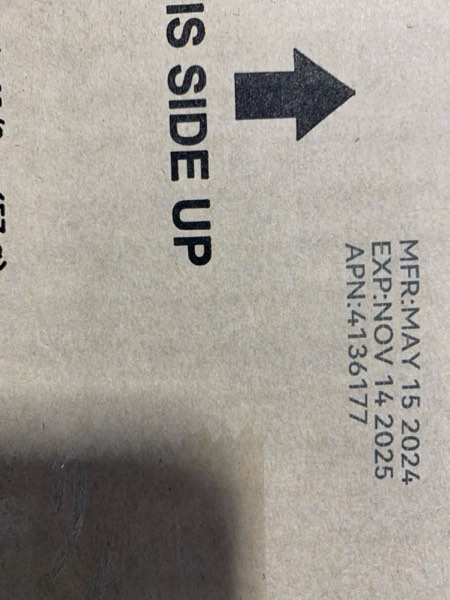 IS SIDE UP
MFR:MAY 15 2024
EXP:NOV 14 2025
APN:4136177